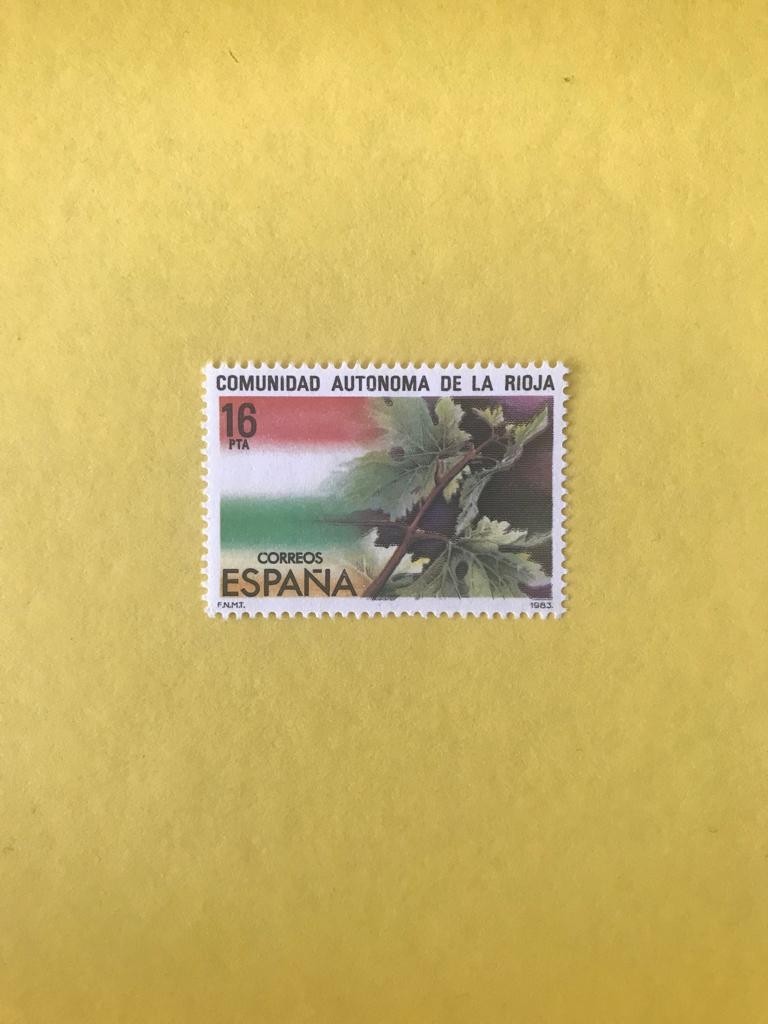 COMUNIDAD AUTONOMA DE LA RIOJA
16
PTA
CORREOS
ESPAÑA
F.N.M.T. 1983.